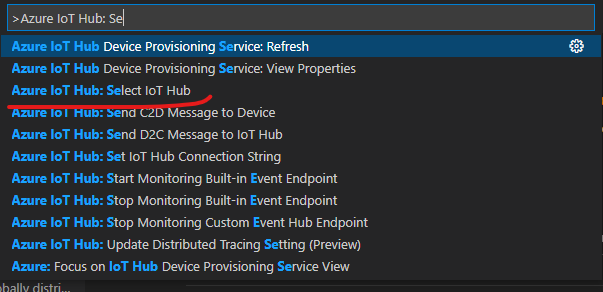 >Azure IoT Hub: Se
Azure IoT Hub Device Provisioning Service: Refresh
Azure IoT Hub Device Provisioning Service: View Properties
Azure IoT Hub: Select IoT Hub
Azure IoT Hub: Send C2D Message to Device
Azure IoT Hub: Send D2C Message to IoT Hub
Azure IoT Hub: Set IoT Hub Connection String
Azure IoT Hub: Start Monitoring Built-in Event Endpoint
Azure IoT Hub: Stop Monitoring Built-in Event Endpoint
Azure IoT Hub: Stop Monitoring Custom Event Hub Endpoint
Azure IoT Hub: Update Distributed Tracing Setting (Preview)
Azure: Focus on IoT Hub Device Provisioning Service View
obally distri...